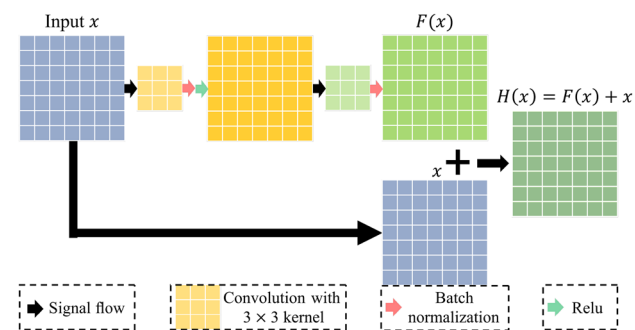 Input x
F(x)
H(x) = F(x) + x
x
+
Signal flow
Convolution with
3 × 3 kernel
Batch
normalization
Relu